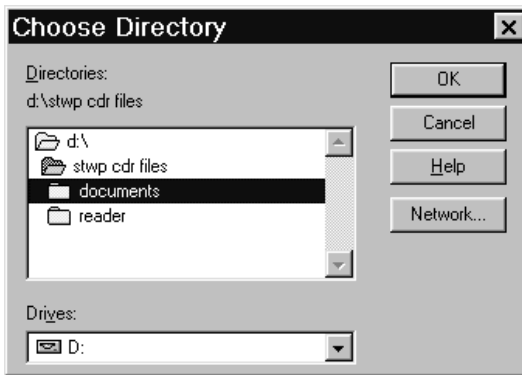 Choose Directory
Directories:
d:\stwp cdr files
d:\
stwp cdr files
documents
reader
Drives:
D:
OK
Cancel
Help
Network...